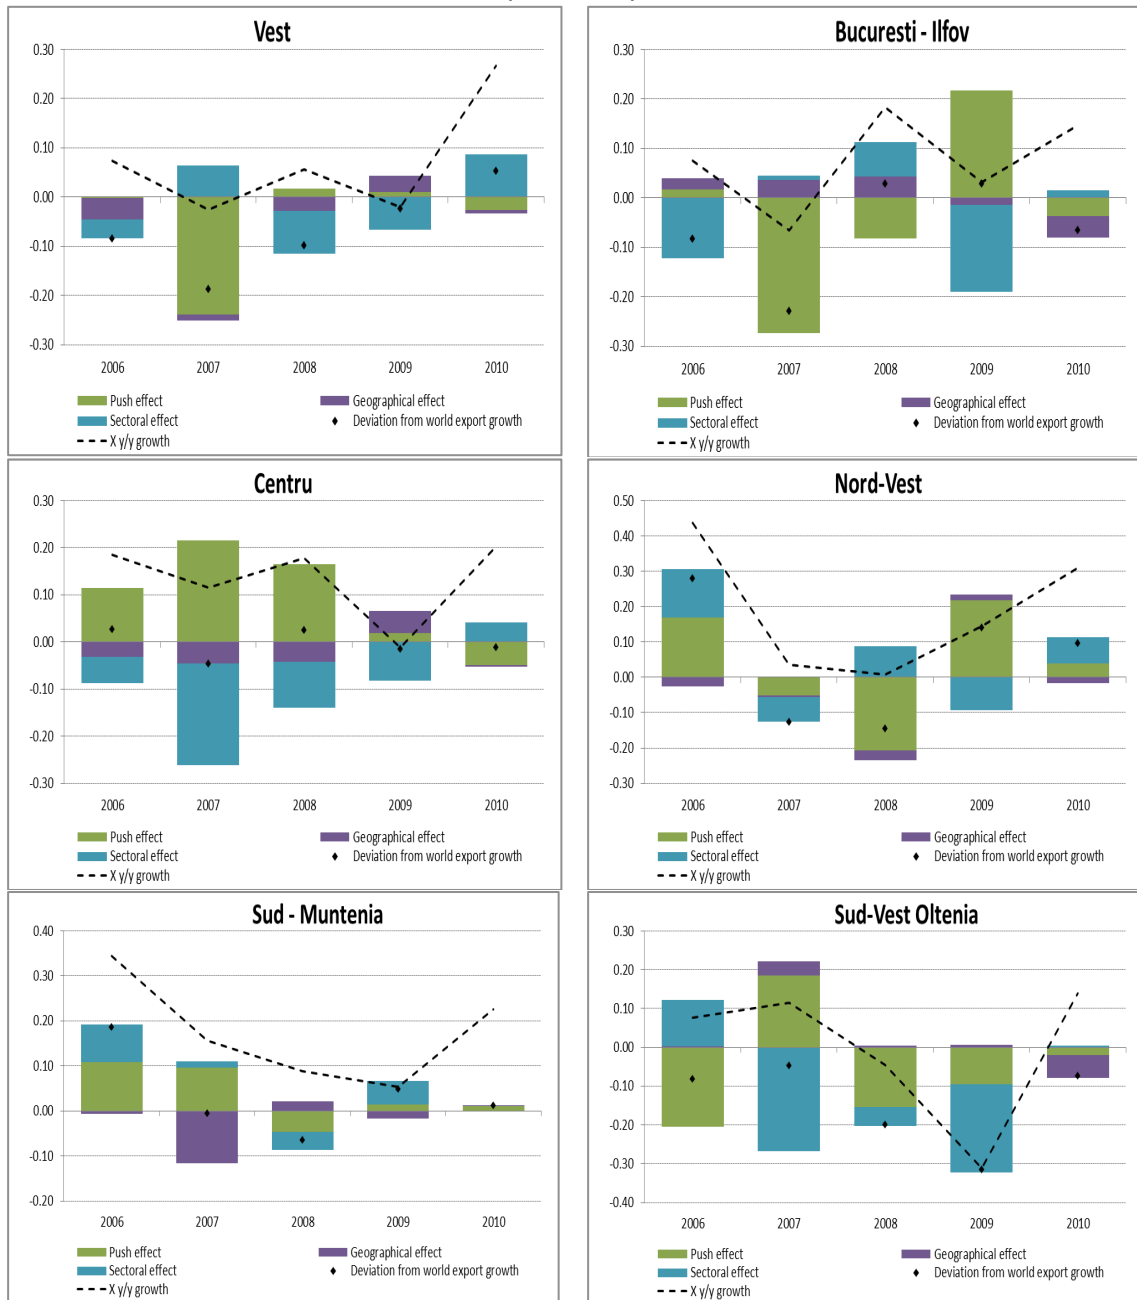 Vest
0.30
0.20
0.10
0.00
-0.10
-0.20
-0.30
2006 2007 2008 2009 2010
Push effect Geographical effect
Sectoral effect Deviation from world export growth
X y/y growth
Bucuresti - Ilfov
0.30
0.20
0.10
0.00
-0.10
-0.20
-0.30
2006 2007 2008 2009 2010
Push effect Geographical effect
Sectoral effect Deviation from world export growth
X y/y growth
Centru
0.30
0.20
0.10
0.00
-0.10
-0.20
-0.30
2006 2007 2008 2009 2010
Push effect Geographical effect
Sectoral effect Deviation from world export growth
X y/y growth
Nord-Vest
0.50
0.40
0.30
0.20
0.10
0.00
-0.10
-0.20
-0.30
2006 2007 2008 2009 2010
Push effect Geographical effect
Sectoral effect Deviation from world export growth
X y/y growth
Sud - Muntenia
0.40
0.30
0.20
0.10
0.00
-0.10
-0.20
2006 2007 2008 2009 2010
Push effect Geographical effect
Sectoral effect Deviation from world export growth
X y/y growth
Sud-Vest Oltenia
0.30
0.20
0.10
0.00
-0.10
-0.20
-0.30
-0.40
2006 2007 2008 2009 2010
Push effect Geographical effect
Sectoral effect Deviation from world export growth
X y/y growth